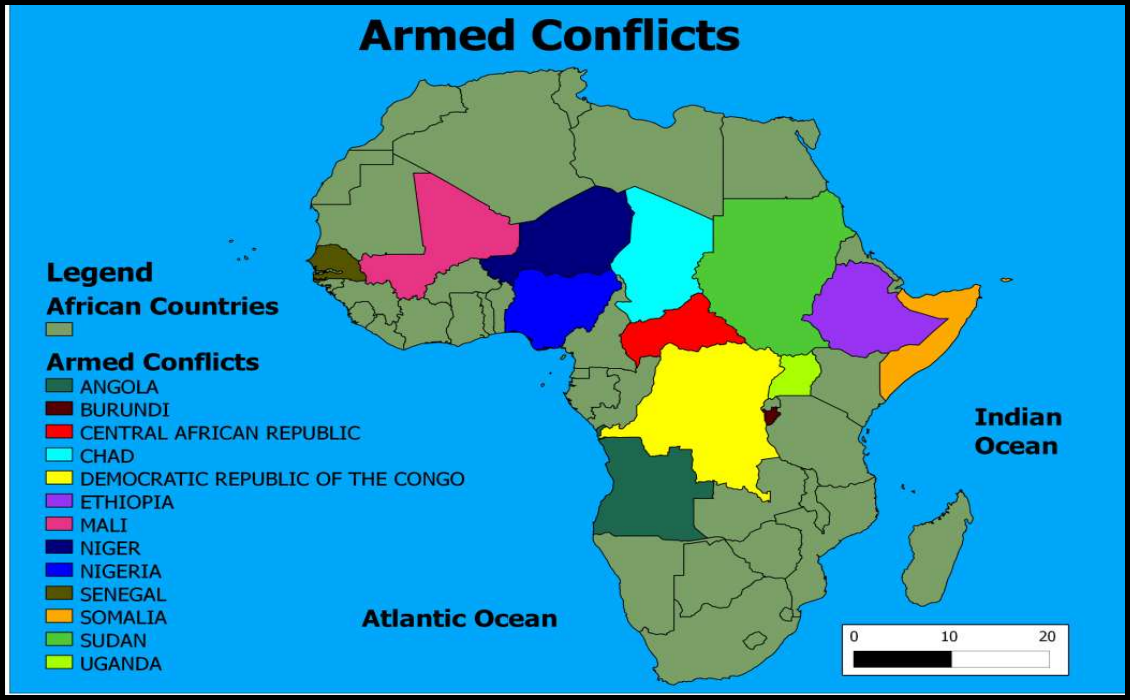 Armed Conflicts
Legend
African Countries
Armed Conflicts
ANGOLA
BURUNDI
CENTRAL AFRICAN REPUBLIC
CHAD
DEMOCRATIC REPUBLIC OF THE CONGO
ETHIOPIA
MALI
NIGER
NIGERIA
SENEGAL
SOMALIA
SUDAN
UGANDA
Indian
Ocean
Atlantic Ocean
0 10 20